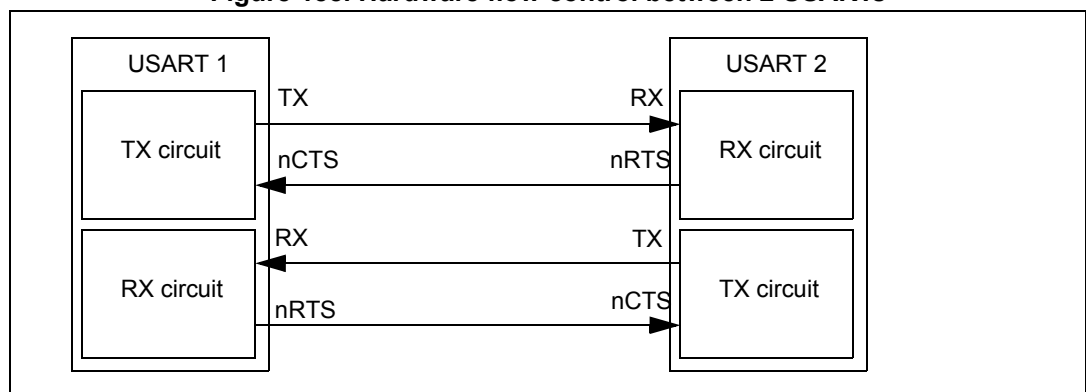 USART 1
USART 2
TX
RX
TX circuit
RX circuit
nCTS
nRTS
RX
TX
RX circuit
TX circuit
nRTS
nCTS